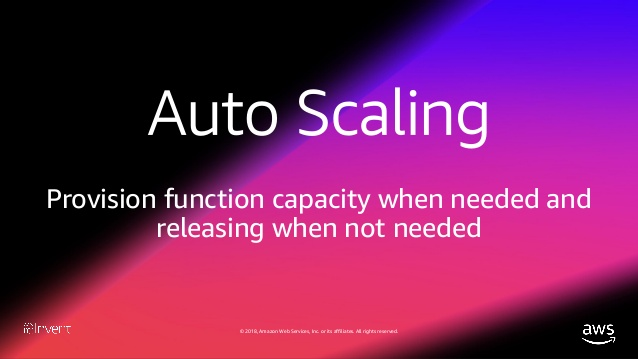 Auto Scaling
Provision function capacity when needed and
releasing when not needed
re:Invent
© 2018, Amazon Web Services, Inc. or its affiliates. All rights reserved.
aws